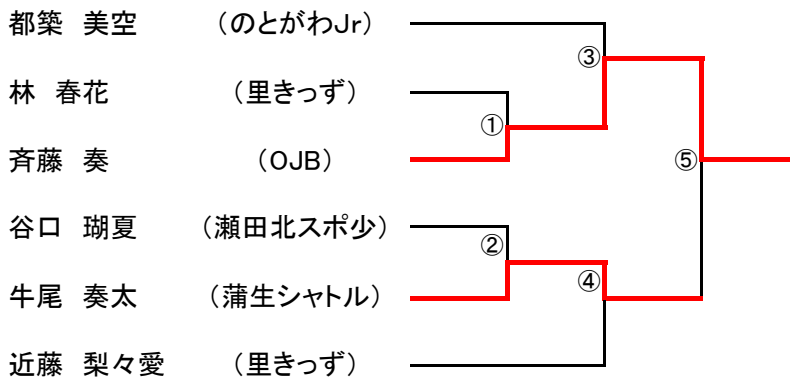 都築 美空 （のとがわJr）
③
林 春花 （里きっず）
①
斉藤 奏 （OJB）
⑤
谷口 瑚夏 （瀬田北スポ少）
②
④
牛尾 奏太 （蒲生シャトル）
近藤 梨々愛 （里きっず）